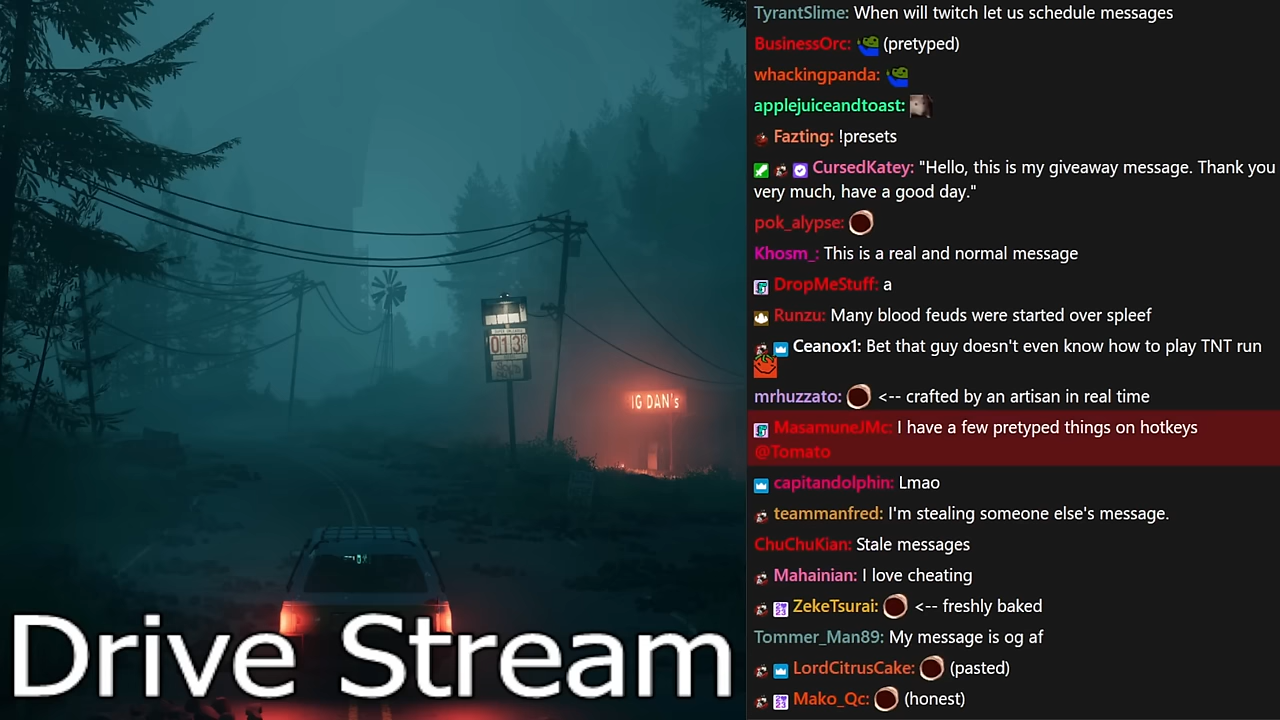 TyrantSlime: When will twitch let us schedule messages
BusinessOrc: (pretyped)
whackingpanda:
applejuiceandtoast:
Fazting: !presets
CursedKatey: "Hello, this is my giveaway message. Thank you
very much, have a good day."
pok_alypse:
Khosm_: This is a real and normal message
DropMeStuff: a
Runzu: Many blood feuds were started over spleef
Ceanox1: Bet that guy doesn't even know how to play TNT run
mrhuzzato: <-- crafted by an artisan in real time
MasamuneJMc: I have a few pretyped things on hotkeys
@Tomato
capitandolphin: Lmao
teammanfred: I'm stealing someone else's message.
ChuChuKian: Stale messages
Mahainian: I love cheating
ZekeTsurai: <-- freshly baked
Tommer_Man89: My message is og af
LordCitrusCake: (pasted)
Mako_Qc: (honest)
013
IG DAN's
Drive Stream